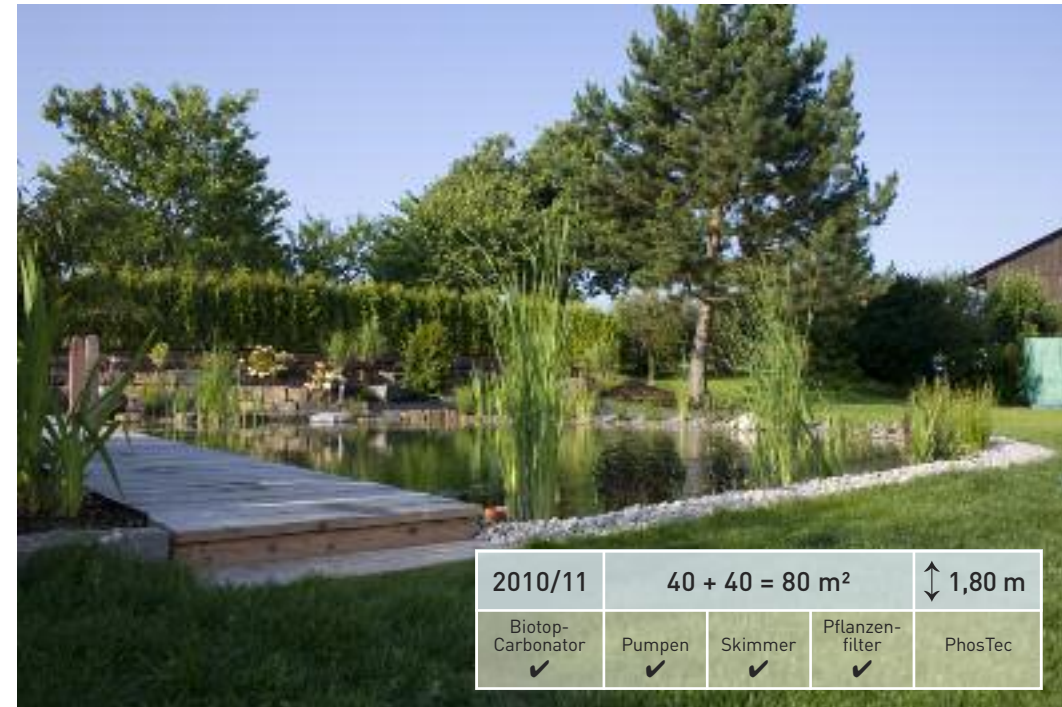 2010/11 40 + 40 = 80 m² ↕ 1,80 m
Biotop-
Carbonator
✔
Pumpen
✔
Skimmer
✔
Pflanzen-
filter
✔
PhosTec